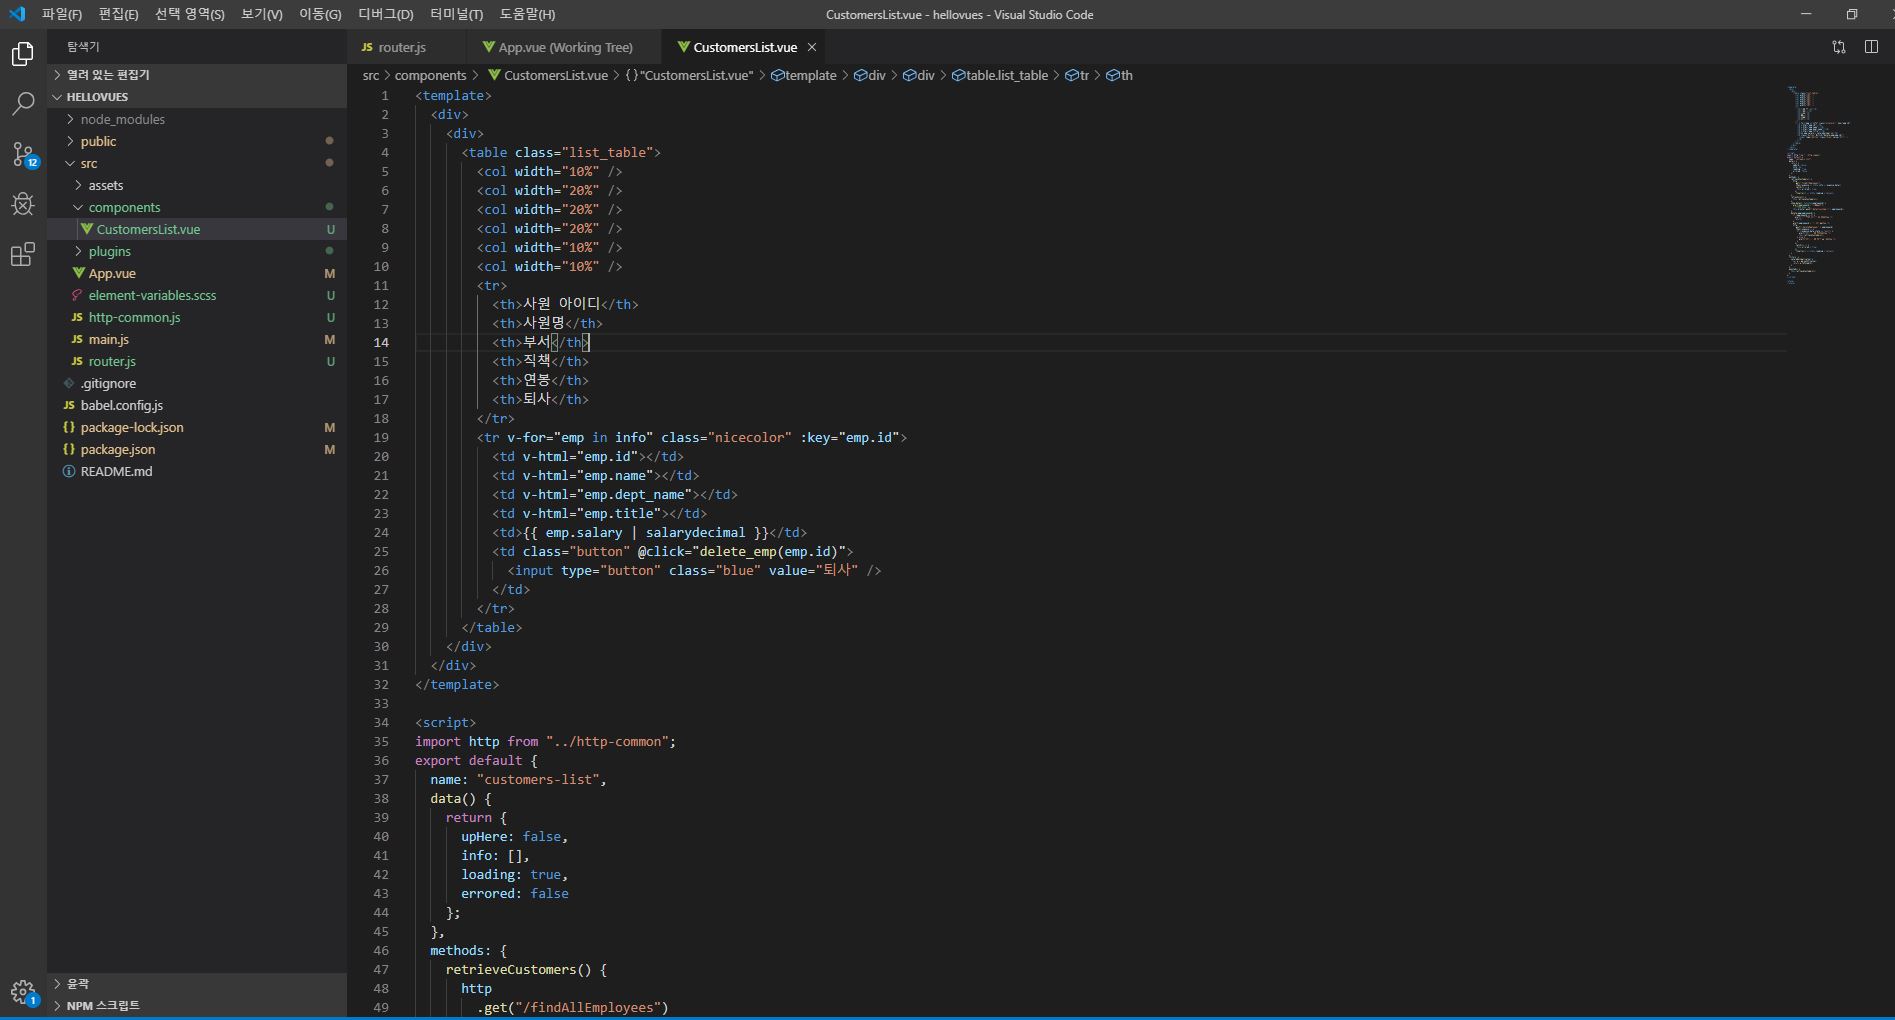 파일(F) 편집(E) 선택 영역(S) 보기(V) 이동(G) 디버그(D) 터미널(T) 도움말(H) CustomersList.vue - hellovues - Visual Studio Code
탐색기
열려 있는 편집기
HELLOVUES
node_modules
public
src
assets
components
CustomersList.vue U
plugins
App.vue M
element-variables.scss U
http-common.js U
main.js M
router.js U
.gitignore
babel.config.js
package-lock.json M
package.json M
README.md
윤곽
NPM 스크립트
12
1
JS router.js App.vue (Working Tree) CustomersList.vue ×
src > components > CustomersList.vue > {} "CustomersList.vue" > template > div > div > table.list_table > tr > th
1 <template>
2 <div>
3 <div>
4 <table class="list_table">
5 <col width="10%" />
6 <col width="20%" />
7 <col width="20%" />
8 <col width="20%" />
9 <col width="10%" />
10 <col width="10%" />
11 <tr>
12 <th>사원 아이디</th>
13 <th>사원명</th>
14 <th>부서</th>
15 <th>직책</th>
16 <th>연봉</th>
17 <th>퇴사</th>
18 </tr>
19 <tr v-for="emp in info" class="nicecolor" :key="emp.id">
20 <td v-html="emp.id"></td>
21 <td v-html="emp.name"></td>
22 <td v-html="emp.dept_name"></td>
23 <td v-html="emp.title"></td>
24 <td>{{ emp.salary | salarydecimal }}</td>
25 <td class="button" @click="delete_emp(emp.id)">
26 <input type="button" class="blue" value="퇴사" />
27 </td>
28 </tr>
29 </table>
30 </div>
31 </div>
32 </template>
33
34 <script>
35 import http from "../http-common";
36 export default {
37 name: "customers-list",
38 data() {
39 return {
40 upHere: false,
41 info: [],
42 loading: true,
43 errored: false
44 };
45 },
46 methods: {
47 retrieveCustomers() {
48 http
49 .get("/findAllEmployees")